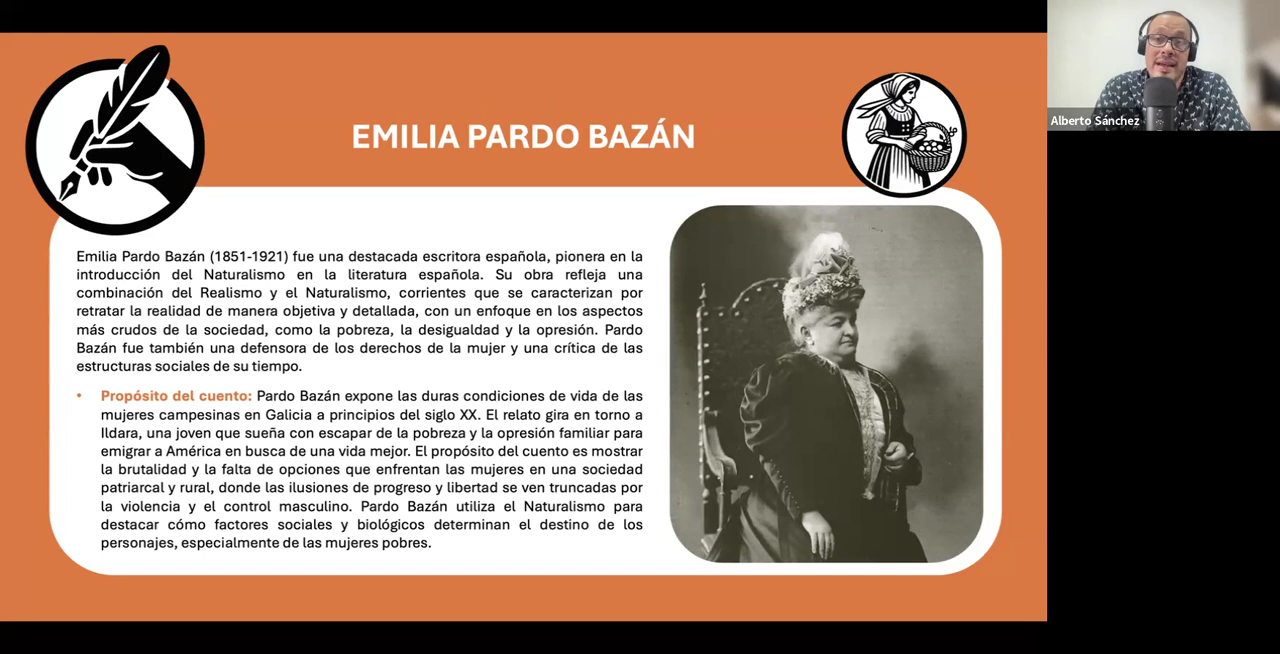 EMILIA PARDO BAZÁN
Alberto Sánchez
Emilia Pardo Bazán (1851-1921) fue una destacada escritora española, pionera en la
introducción del Naturalismo en la literatura española. Su obra refleja una
combinación del Realismo y el Naturalismo, corrientes que se caracterizan por
retratar la realidad de manera objetiva y detallada, con un enfoque en los aspectos
más crudos de la sociedad, como la pobreza, la desigualdad y la opresión. Pardo
Bazán fue también una defensora de los derechos de la mujer y una crítica de las
estructuras sociales de su tiempo.
• Propósito del cuento: Pardo Bazán expone las duras condiciones de vida de las
mujeres campesinas en Galicia a principios del siglo XX. El relato gira en torno a
Ildara, una joven que sueña con escapar de la pobreza y la opresión familiar para
emigrar a América en busca de una vida mejor. El propósito del cuento es mostrar
la brutalidad y la falta de opciones que enfrentan las mujeres en una sociedad
patriarcal y rural, donde las ilusiones de progreso y libertad se ven truncadas por
la violencia y el control masculino. Pardo Bazán utiliza el Naturalismo para
destacar cómo factores sociales y biológicos determinan el destino de los
personajes, especialmente de las mujeres pobres.